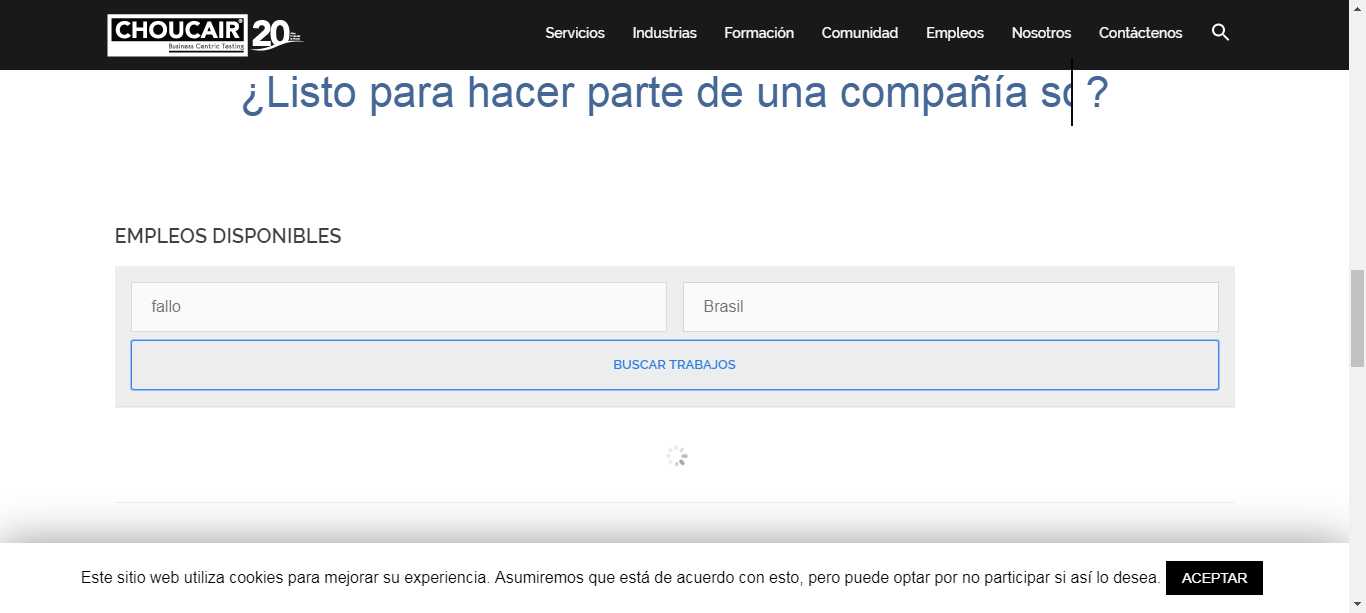 CHOUCAIR
Business Centric Testing
20
Servicios Industrias Formación Comunidad Empleos Nosotros Contáctenos
¿Listo para hacer parte de una compañía so?
EMPLEOS DISPONIBLES
fallo
Brasil
BUSCAR TRABAJOS
Este sitio web utiliza cookies para mejorar su experiencia. Asumiremos que está de acuerdo con esto, pero puede optar por no participar si así lo desea. ACEPTAR